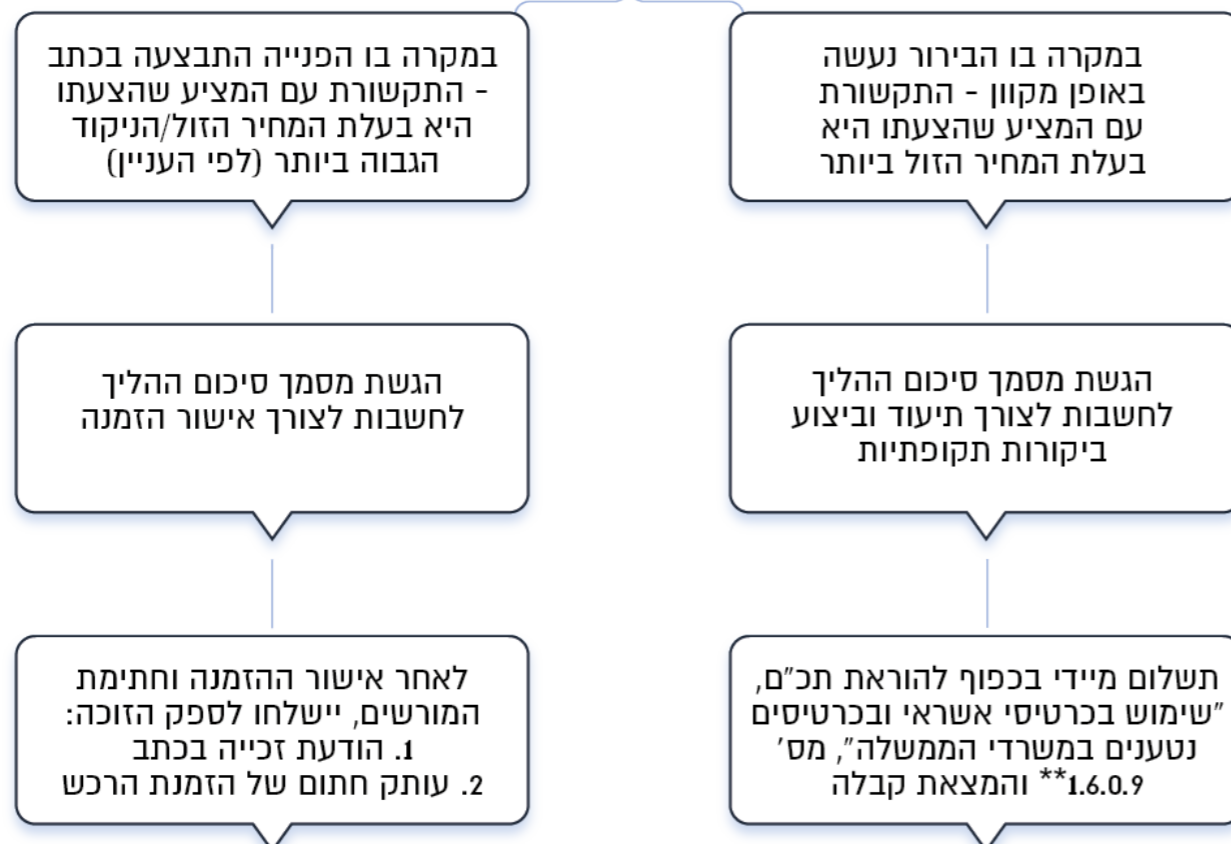 במקרה בו הבירור נעשה
באופן מקוון - התקשורת
עם המציע שהצעתו היא
בעלת המחיר הזול ביותר
הגשת מסמך סיכום ההליך
לחשבות לצורך תיעוד וביצוע
ביקורות תקופתיות
תשלום מיידי בכפוף להוראת תכ"ם,
"שימוש בכרטיסי אשראי ובכרטיסים
נטענים במשרדי הממשלה", מס'
1.6.0.9** והמצאת קבלה
במקרה בו הפנייה התבצעה בכתב
- התקשורת עם המציע שהצעתו
היא בעלת המחיר הזול/הניקוד
הגבוה ביותר (לפי העניין)
הגשת מסמך סיכום ההליך
לחשבות לצורך אישור הזמנה
לאחר אישור ההזמנה וחתימת
המורשים, יישלחו לספק הזוכה:
1. הודעת זכייה בכתב
2. עותק חתום של הזמנת הרכש